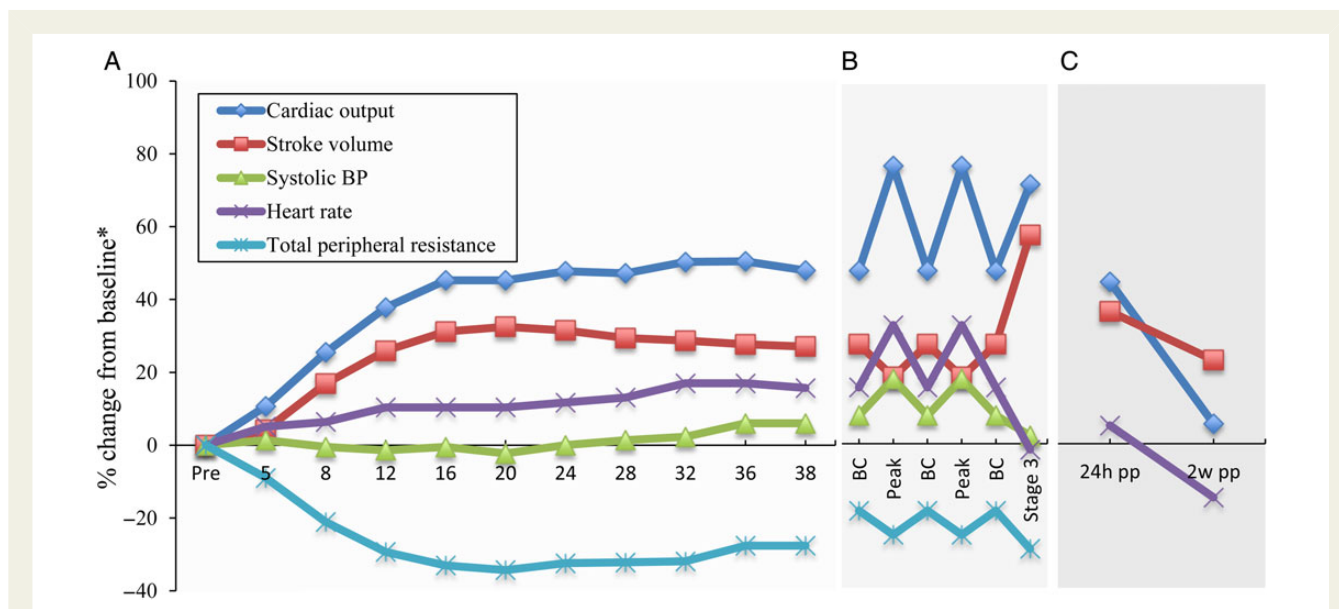 A
B
C
% change from baseline*
100
80
60
40
20
0
–20
–40
Cardiac output
Stroke volume
Systolic BP
Heart rate
Total peripheral resistance
Pre 5 8 12 16 20 24 28 32 36 38
BC Peak BC Peak BC Stage 3
24h pp 2w pp